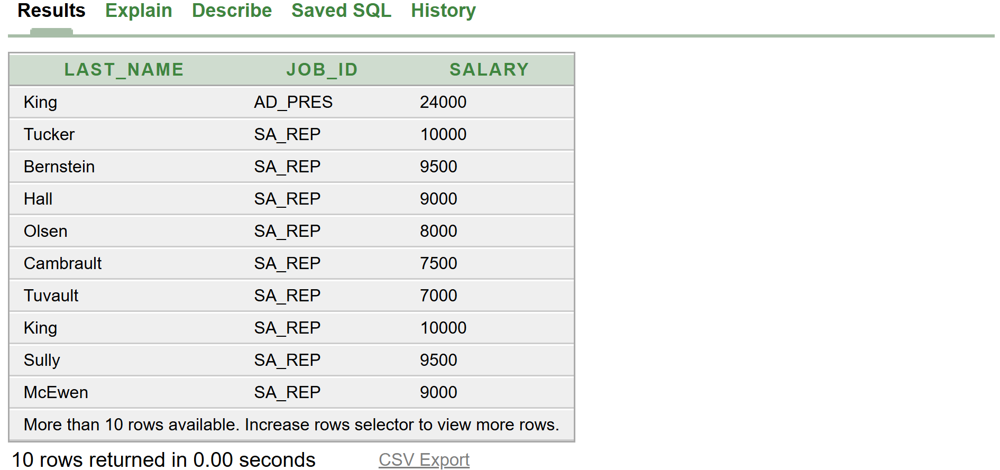 Results Explain Describe Saved SQL History
LAST_NAME JOB_ID SALARY
King AD_PRES 24000
Tucker SA_REP 10000
Bernstein SA_REP 9500
Hall SA_REP 9000
Olsen SA_REP 8000
Cambrault SA_REP 7500
Tuvault SA_REP 7000
King SA_REP 10000
Sully SA_REP 9500
McEwen SA_REP 9000
More than 10 rows available. Increase rows selector to view more rows.
10 rows returned in 0.00 seconds CSV Export